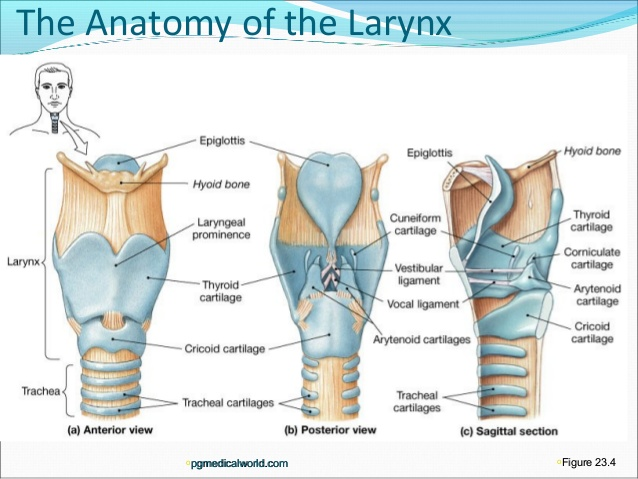 The Anatomy of the Larynx
Epiglottis
Hyoid bone
Laryngeal
prominence
Larynx
Thyroid
cartilage
Cricoid cartilage
Trachea
Tracheal cartilages
(a) Anterior view
Cuneiform
cartilage
Vestibular
ligament
Vocal ligament
Arytenoid cartilages
(b) Posterior view
Epiglottis
Hyoid bone
Thyroid
cartilage
Corniculate
cartilage
Arytenoid
cartilage
Cricoid
cartilage
Tracheal
cartilages
(c) Sagittal section
pgmedicalworld.com
Figure 23.4